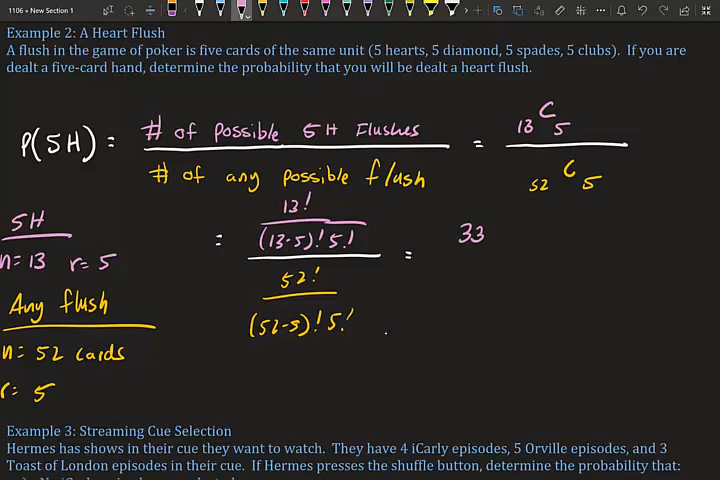 1106 » New Section 1
Example 2: A Heart Flush
A flush in the game of poker is five cards of the same unit (5 hearts, 5 diamond, 5 spades, 5 clubs). If you are
dealt a five-card hand, determine the probability that you will be dealt a heart flush.
P(5H) = # of possible 5H Flushes / # of any possible flush = 13 C 5 / 52 C 5
= 13! / (13-5)! 5! / 52! / (52-5)! 5! = 33
5H
n= 13 r= 5
Any flush
n= 52 cards
r= 5
Example 3: Streaming Cue Selection
Hermes has shows in their cue they want to watch. They have 4 iCarly episodes, 5 Orville episodes, and 3
Toast of London episodes in their cue. If Hermes presses the shuffle button, determine the probability that: